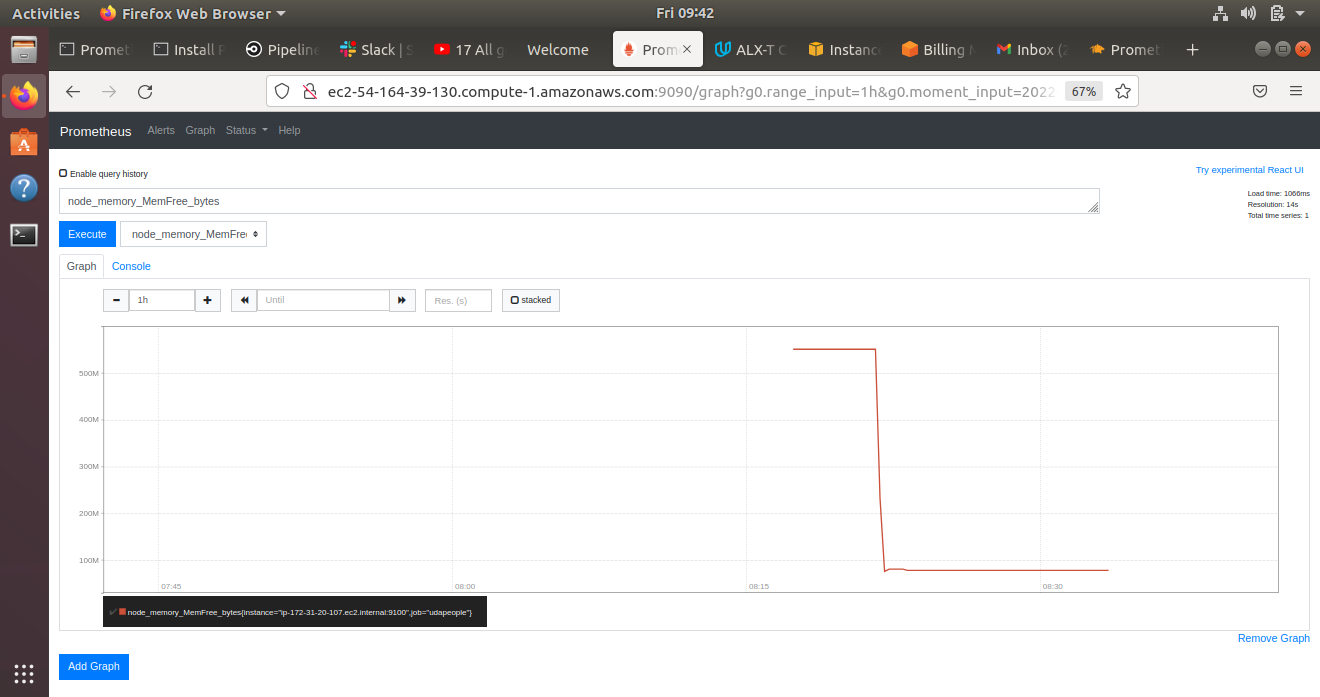 Activities Firefox Web Browser Fri 09:42
Promet Install P Pipeline Slack | S 17 All g Welcome Prom ALX-T C Instanc Billing M Inbox (2 Promet
ec2-54-164-39-130.compute-1.amazonaws.com:9090/graph?g0.range_input=1h&g0.moment_input=2022 67%
Prometheus Alerts Graph Status Help
Enable query history Try experimental React UI
node_memory_MemFree_bytes
Load time: 1066ms
Resolution: 14s
Total time series: 1
Execute node_memory_MemFre
Graph Console
1h Until Res. (s) stacked
500M
400M
300M
200M
100M
07:45 08:00 08:15 08:30
node_memory_MemFree_bytes{instance="ip-172-31-20-107.ec2.internal:9100",job="udapeople"}
Remove Graph
Add Graph